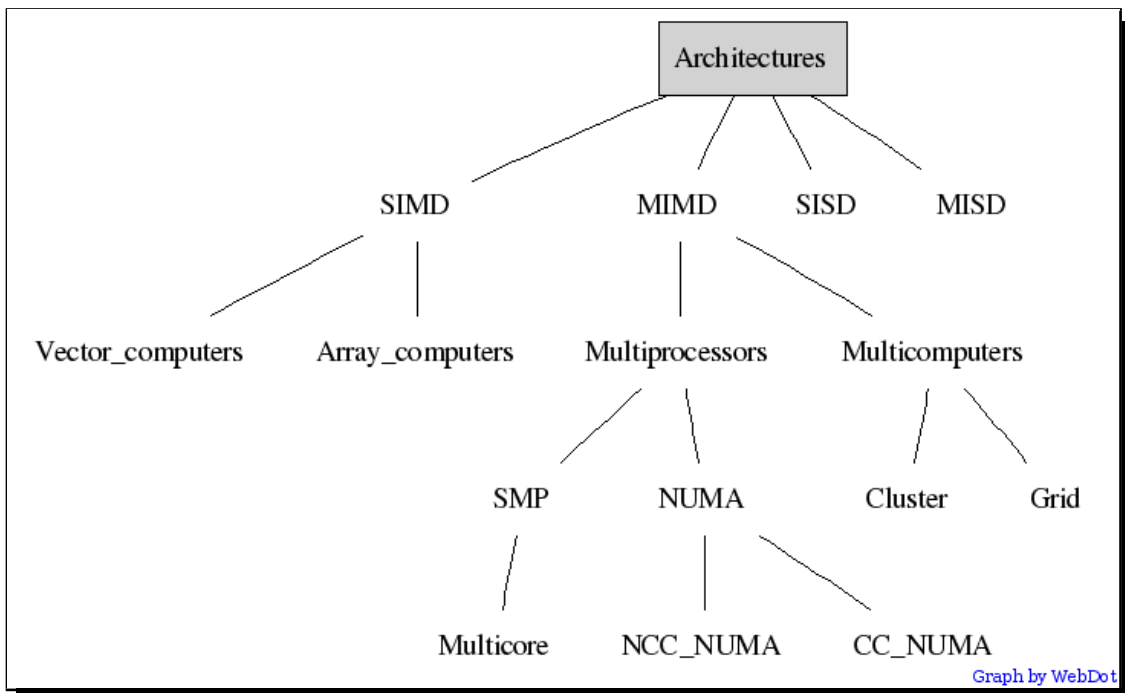 Architectures
SIMD MIMD SISD MISD
Vector_computers Array_computers Multiprocessors Multicomputers
SMP NUMA Cluster Grid
Multicore NCC_NUMA CC_NUMA
Graph by WebDot